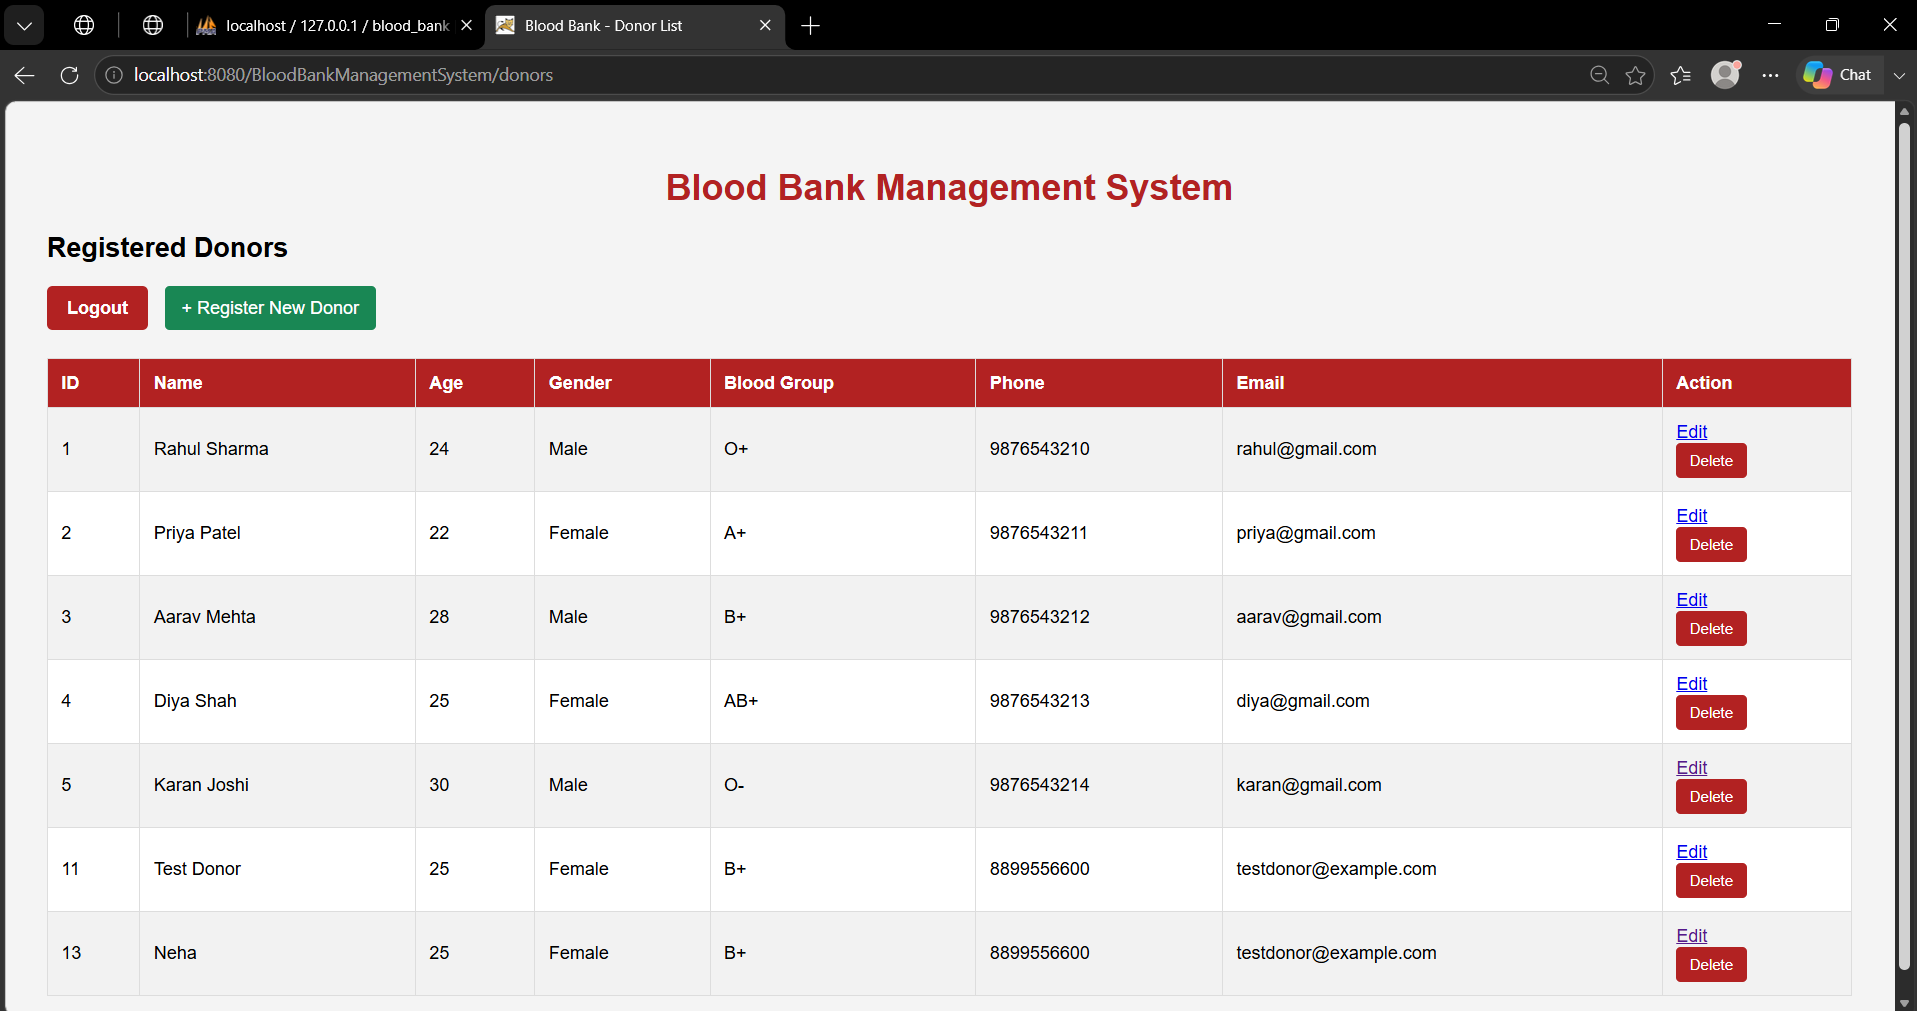 localhost / 127.0.0.1 / blood_bank
Blood Bank - Donor List
localhost:8080/BloodBankManagementSystem/donors
Chat
Blood Bank Management System
Registered Donors
Logout
+ Register New Donor
ID Name Age Gender Blood Group Phone Email Action
1 Rahul Sharma 24 Male O+ 9876543210 rahul@gmail.com Edit Delete
2 Priya Patel 22 Female A+ 9876543211 priya@gmail.com Edit Delete
3 Aarav Mehta 28 Male B+ 9876543212 aarav@gmail.com Edit Delete
4 Diya Shah 25 Female AB+ 9876543213 diya@gmail.com Edit Delete
5 Karan Joshi 30 Male O- 9876543214 karan@gmail.com Edit Delete
11 Test Donor 25 Female B+ 8899556600 testdonor@example.com Edit Delete
13 Neha 25 Female B+ 8899556600 testdonor@example.com Edit Delete